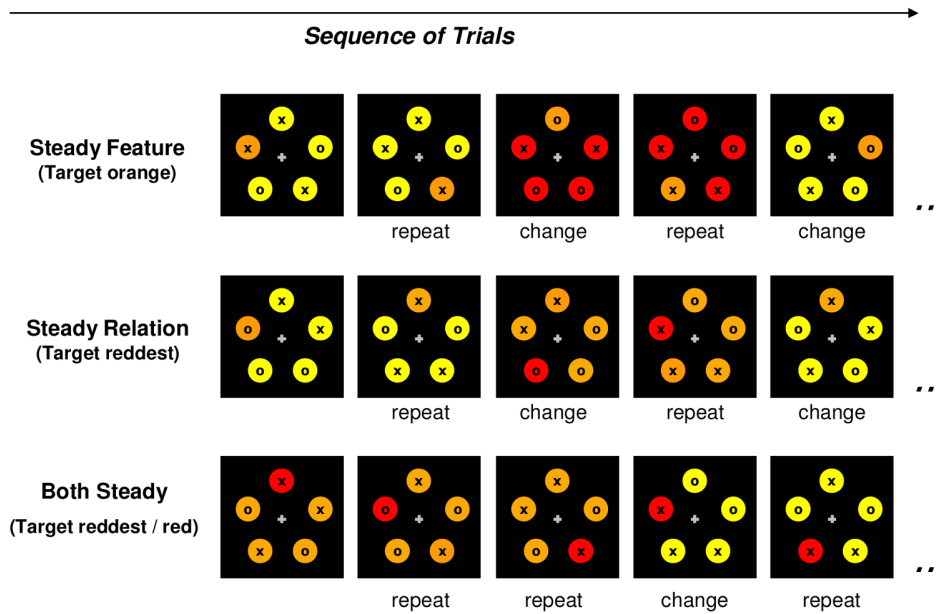 Sequence of Trials
Steady Feature
(Target orange)
x x o o x
x o x o x x x o o o
o x o x o o x x x o
. .
repeat change repeat change
Steady Relation
(Target reddest)
x x x o x
o x o o x o x o o x
o o x x o o x x x o
. .
repeat change repeat change
Both Steady
(Target reddest / red)
x x x o x
o x o o x o x o o o
x o o x o x x x x x
. .
repeat repeat change repeat